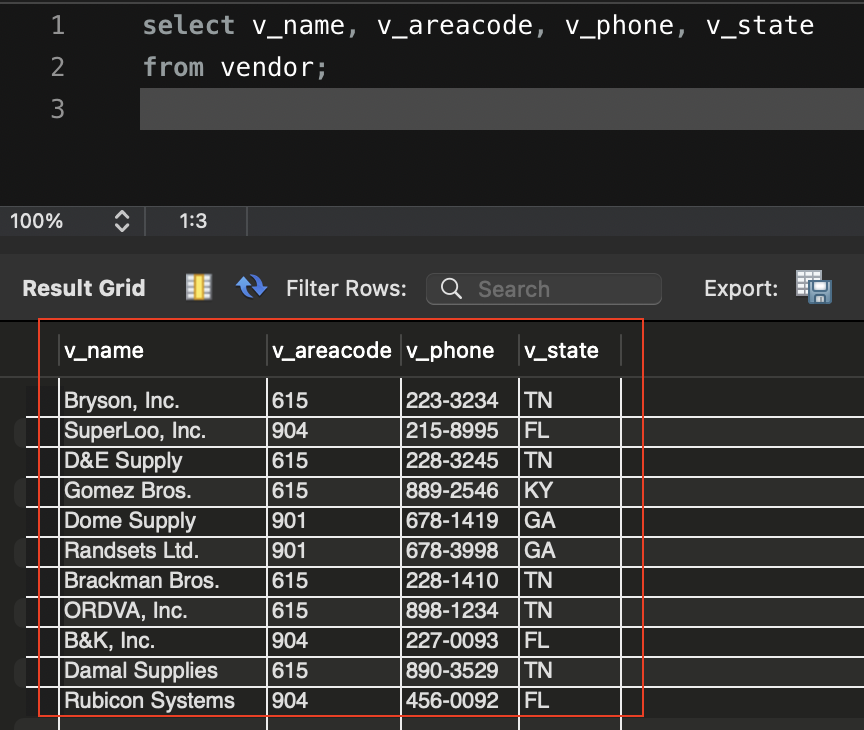 1 select v_name, v_areacode, v_phone, v_state
2 from vendor;
3
100% 1:3
Result Grid Filter Rows: Search Export:
v_name v_areacode v_phone v_state
Bryson, Inc. 615 223-3234 TN
SuperLoo, Inc. 904 215-8995 FL
D&E Supply 615 228-3245 TN
Gomez Bros. 615 889-2546 KY
Dome Supply 901 678-1419 GA
Randsets Ltd. 901 678-3998 GA
Brackman Bros. 615 228-1410 TN
ORDVA, Inc. 615 898-1234 TN
B&K, Inc. 904 227-0093 FL
Damal Supplies 615 890-3529 TN
Rubicon Systems 904 456-0092 FL